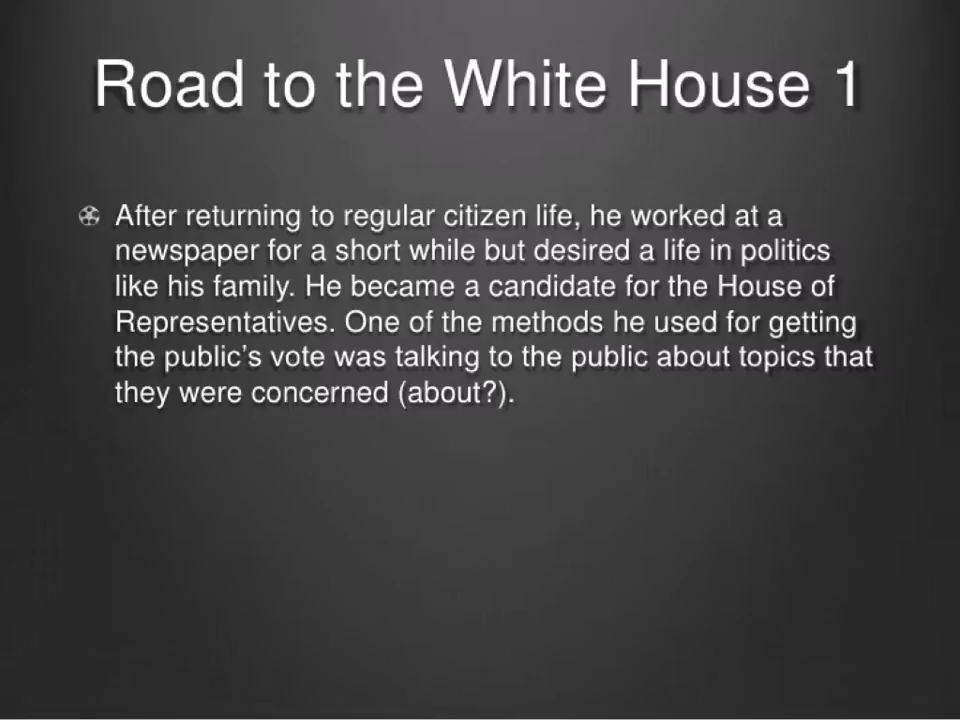 Road to the White House 1
After returning to regular citizen life, he worked at a
newspaper for a short while but desired a life in politics
like his family. He became a candidate for the House of
Representatives. One of the methods he used for getting
the public’s vote was talking to the public about topics that
they were concerned (about?).